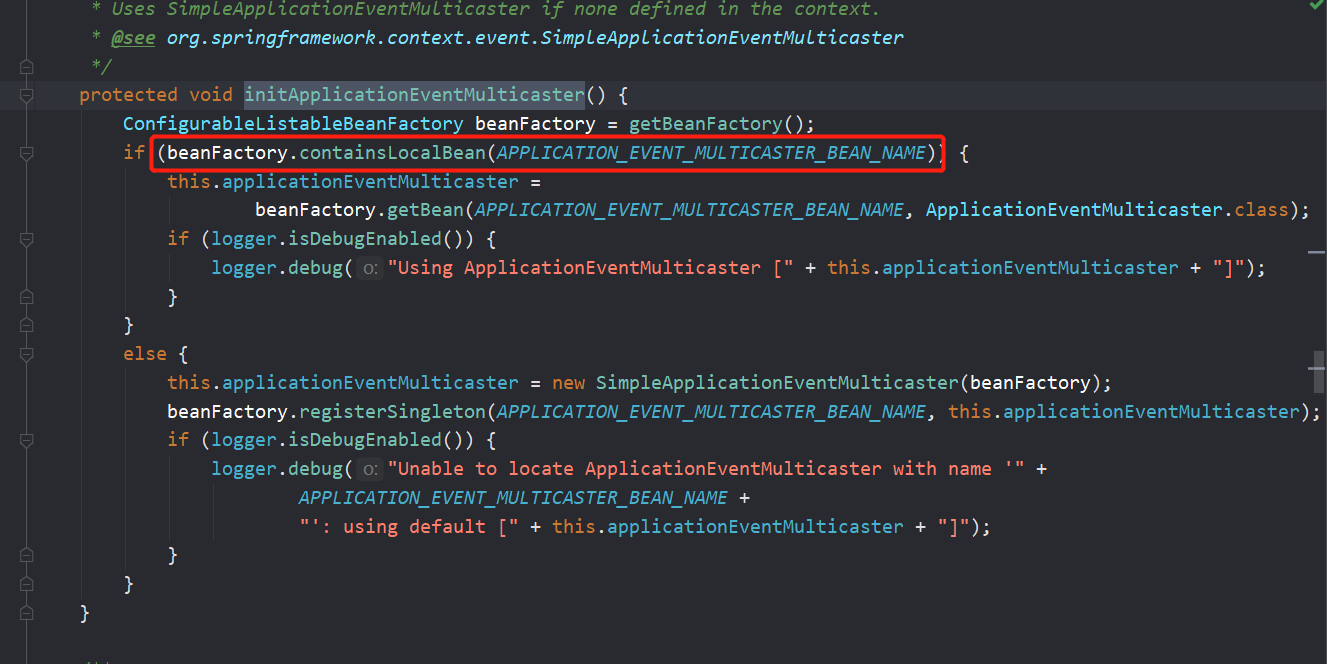 * Uses SimpleApplicationEventMulticaster if none defined in the context.
* @see org.springframework.context.event.SimpleApplicationEventMulticaster
*/
protected void initApplicationEventMulticaster() {
ConfigurableListableBeanFactory beanFactory = getBeanFactory();
if (beanFactory.containsLocalBean(APPLICATION_EVENT_MULTICASTER_BEAN_NAME)) {
this.applicationEventMulticaster =
beanFactory.getBean(APPLICATION_EVENT_MULTICASTER_BEAN_NAME, ApplicationEventMulticaster.class);
if (logger.isDebugEnabled()) {
logger.debug( o: "Using ApplicationEventMulticaster [" + this.applicationEventMulticaster + "]");
}
}
else {
this.applicationEventMulticaster = new SimpleApplicationEventMulticaster(beanFactory);
beanFactory.registerSingleton(APPLICATION_EVENT_MULTICASTER_BEAN_NAME, this.applicationEventMulticaster);
if (logger.isDebugEnabled()) {
logger.debug( o: "Unable to locate ApplicationEventMulticaster with name '" +
APPLICATION_EVENT_MULTICASTER_BEAN_NAME +
"': using default [" + this.applicationEventMulticaster + "]");
}
}
}